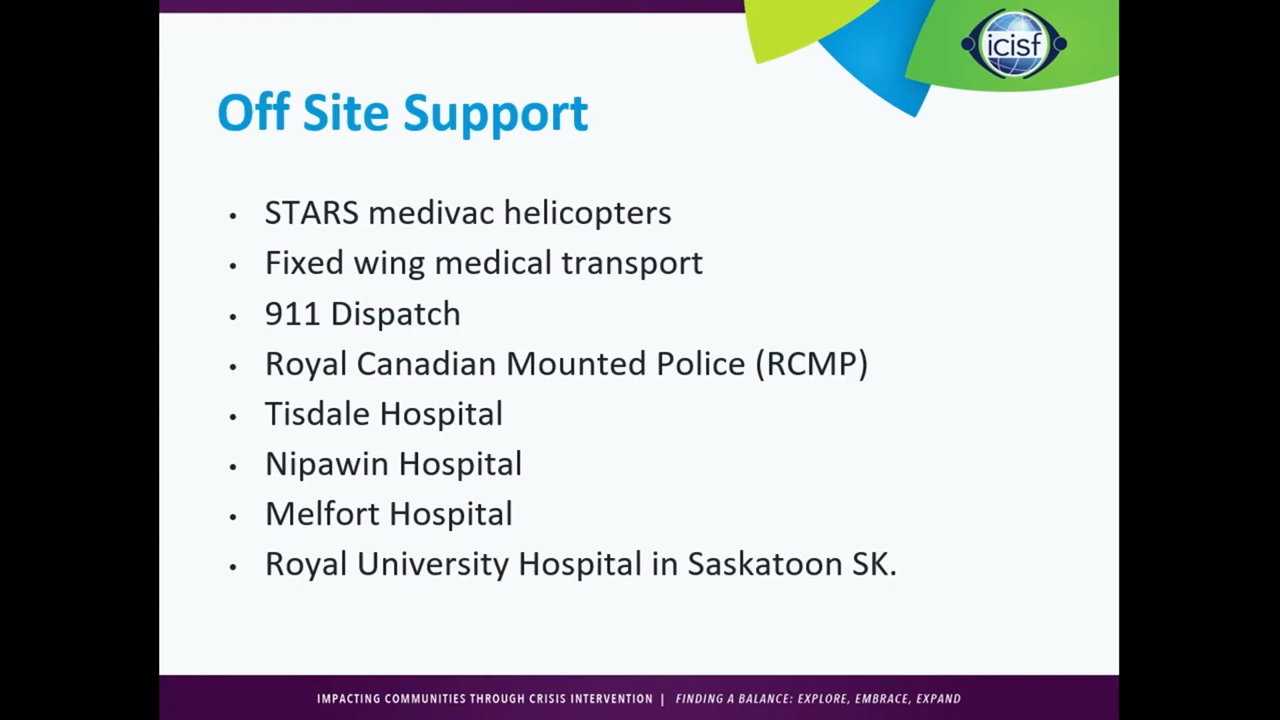 icisf
Off Site Support
• STARS medivac helicopters
• Fixed wing medical transport
• 911 Dispatch
• Royal Canadian Mounted Police (RCMP)
• Tisdale Hospital
• Nipawin Hospital
• Melfort Hospital
• Royal University Hospital in Saskatoon SK.
IMPACTING COMMUNITIES THROUGH CRISIS INTERVENTION | FINDING A BALANCE: EXPLORE, EMBRACE, EXPAND